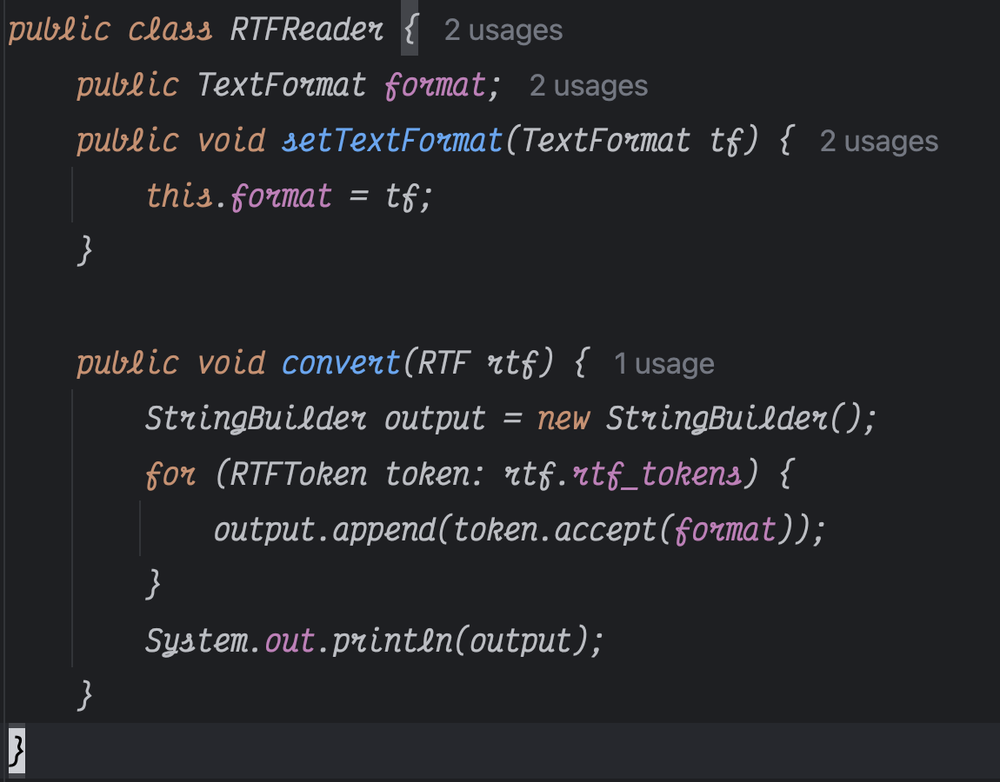 public class RTFReader { 2 usages
public TextFormat format; 2 usages
public void setTextFormat(TextFormat tf) { 2 usages
this.format = tf;
}
public void convert(RTF rtf) { 1 usage
StringBuilder output = new StringBuilder();
for (RTFToken token: rtf.rtf_tokens) {
output.append(token.accept(format));
}
System.out.println(output);
}
}